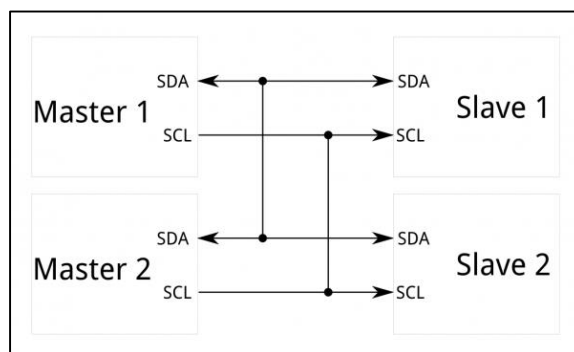 SDA
SDA
Master 1
Slave 1
SCL
SCL
SDA
SDA
Master 2
Slave 2
SCL
SCL